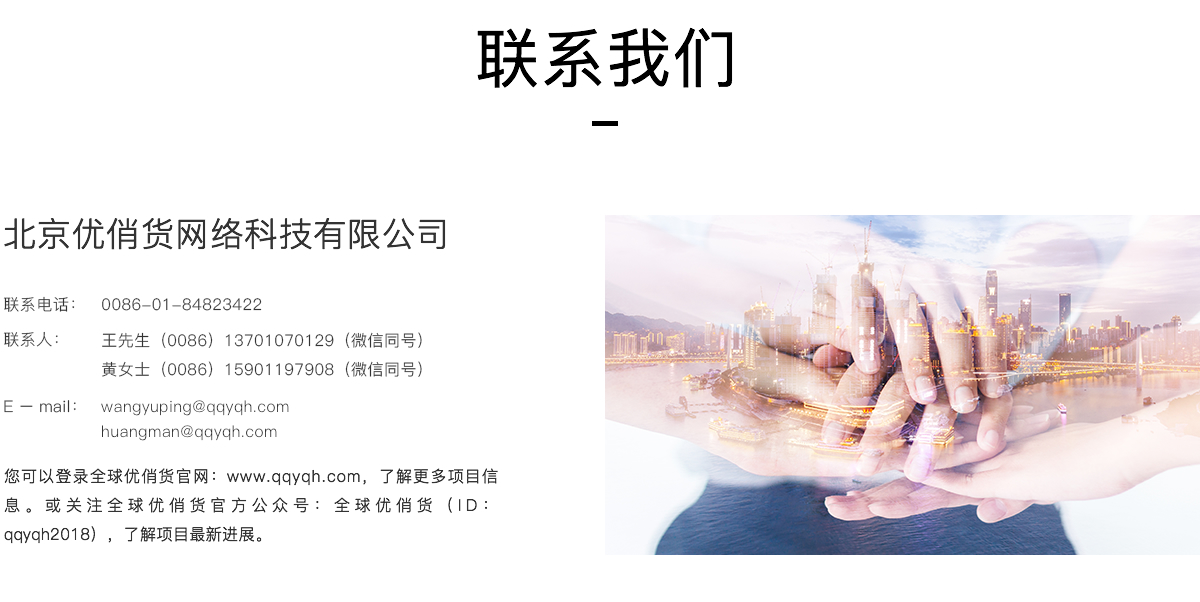 联系我们
北京优俏货网络科技有限公司
联系电话： 0086-01-84823422
联系人： 王先生（0086）13701070129（微信同号）
黄女士（0086）15901197908（微信同号）
E － mail： wangyuping@qqyqh.com
huangman@qqyqh.com
您可以登录全球优俏货官网：www.qqyqh.com，了解更多项目信
息。或关注全球优俏货官方公众号：全球优俏货（ID：
qqyqh2018），了解项目最新进展。